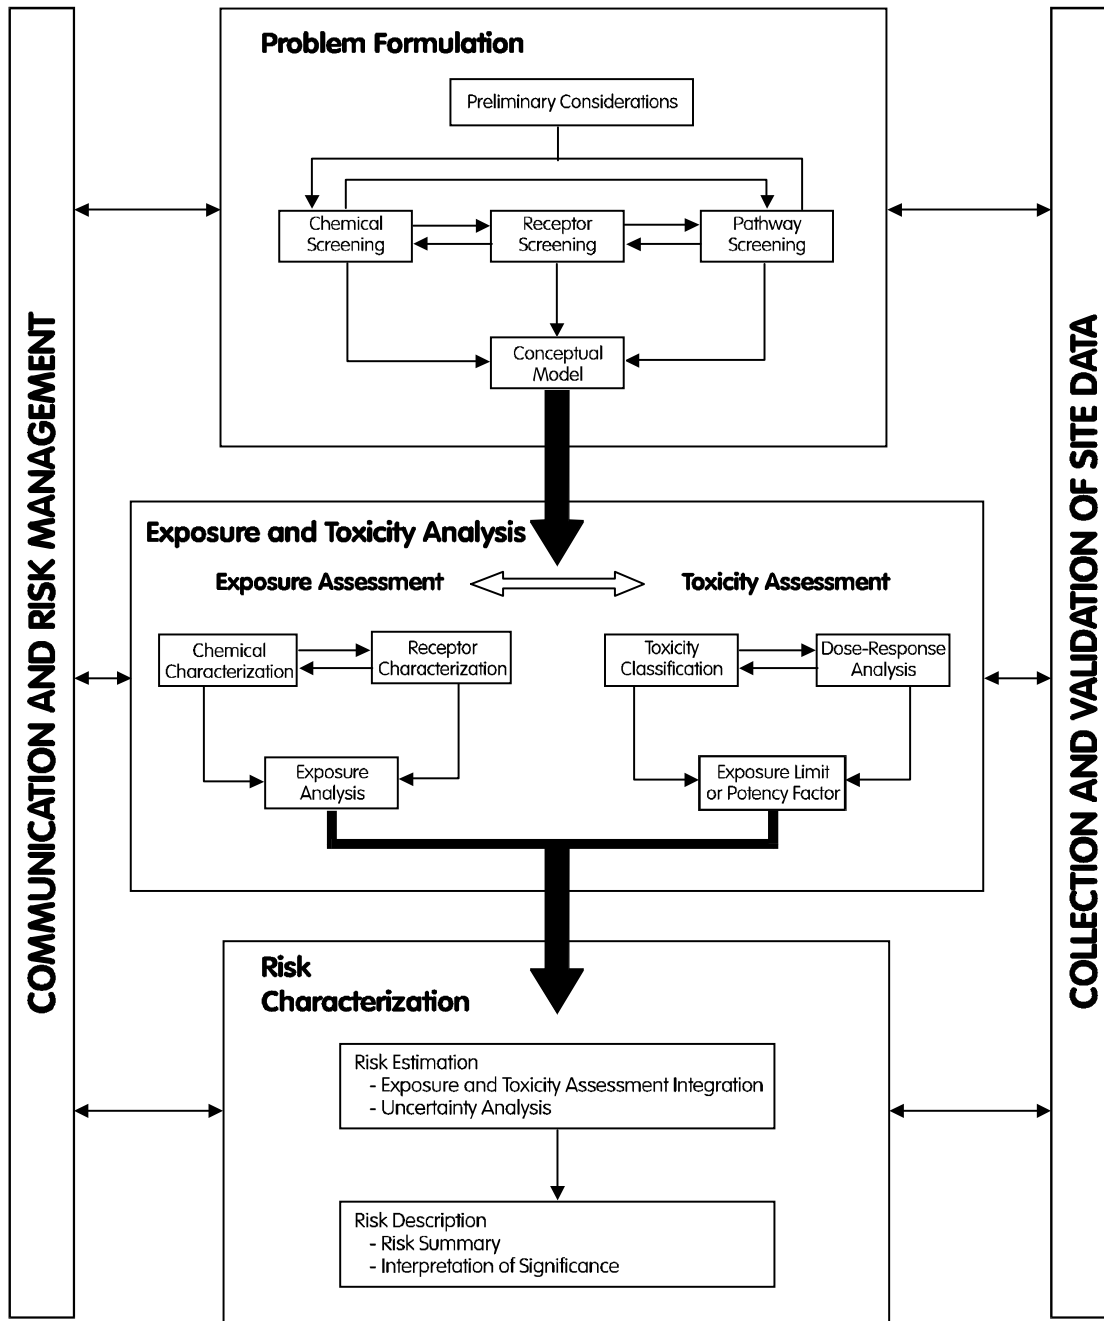 COMMUNICATION AND RISK MANAGEMENT
Problem Formulation
Preliminary Considerations
Chemical
Screening
Receptor
Screening
Pathway
Screening
Conceptual
Model
Exposure and Toxicity Analysis
Exposure Assessment
Toxicity Assessment
Chemical
Characterization
Receptor
Characterization
Toxicity
Classification
Dose-Response
Analysis
Exposure
Analysis
Exposure Limit
or Potency Factor
Risk
Characterization
Risk Estimation
- Exposure and Toxicity Assessment Integration
- Uncertainty Analysis
Risk Description
- Risk Summary
- Interpretation of Significance
COLLECTION AND VALIDATION OF SITE DATA